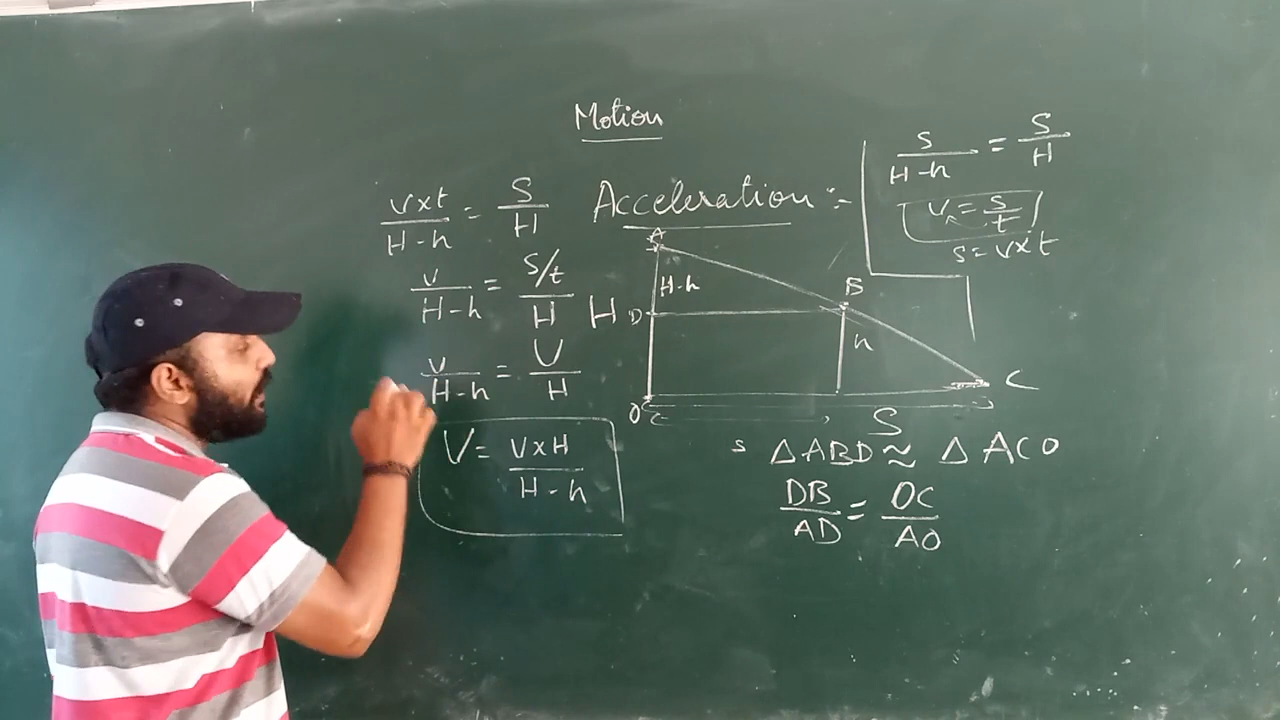 Motion
Acceleration :-
v×t/H-h = S/H
v/H-h = S/t/H
v/H-h = V/H
V = v×H/H-h
s/H-h = S/H
v = s/t
s = v×t
A
H-h
H
D
B
h
C
O
S
s
△ABD ≈ △ACO
DB/AD = OC/AO